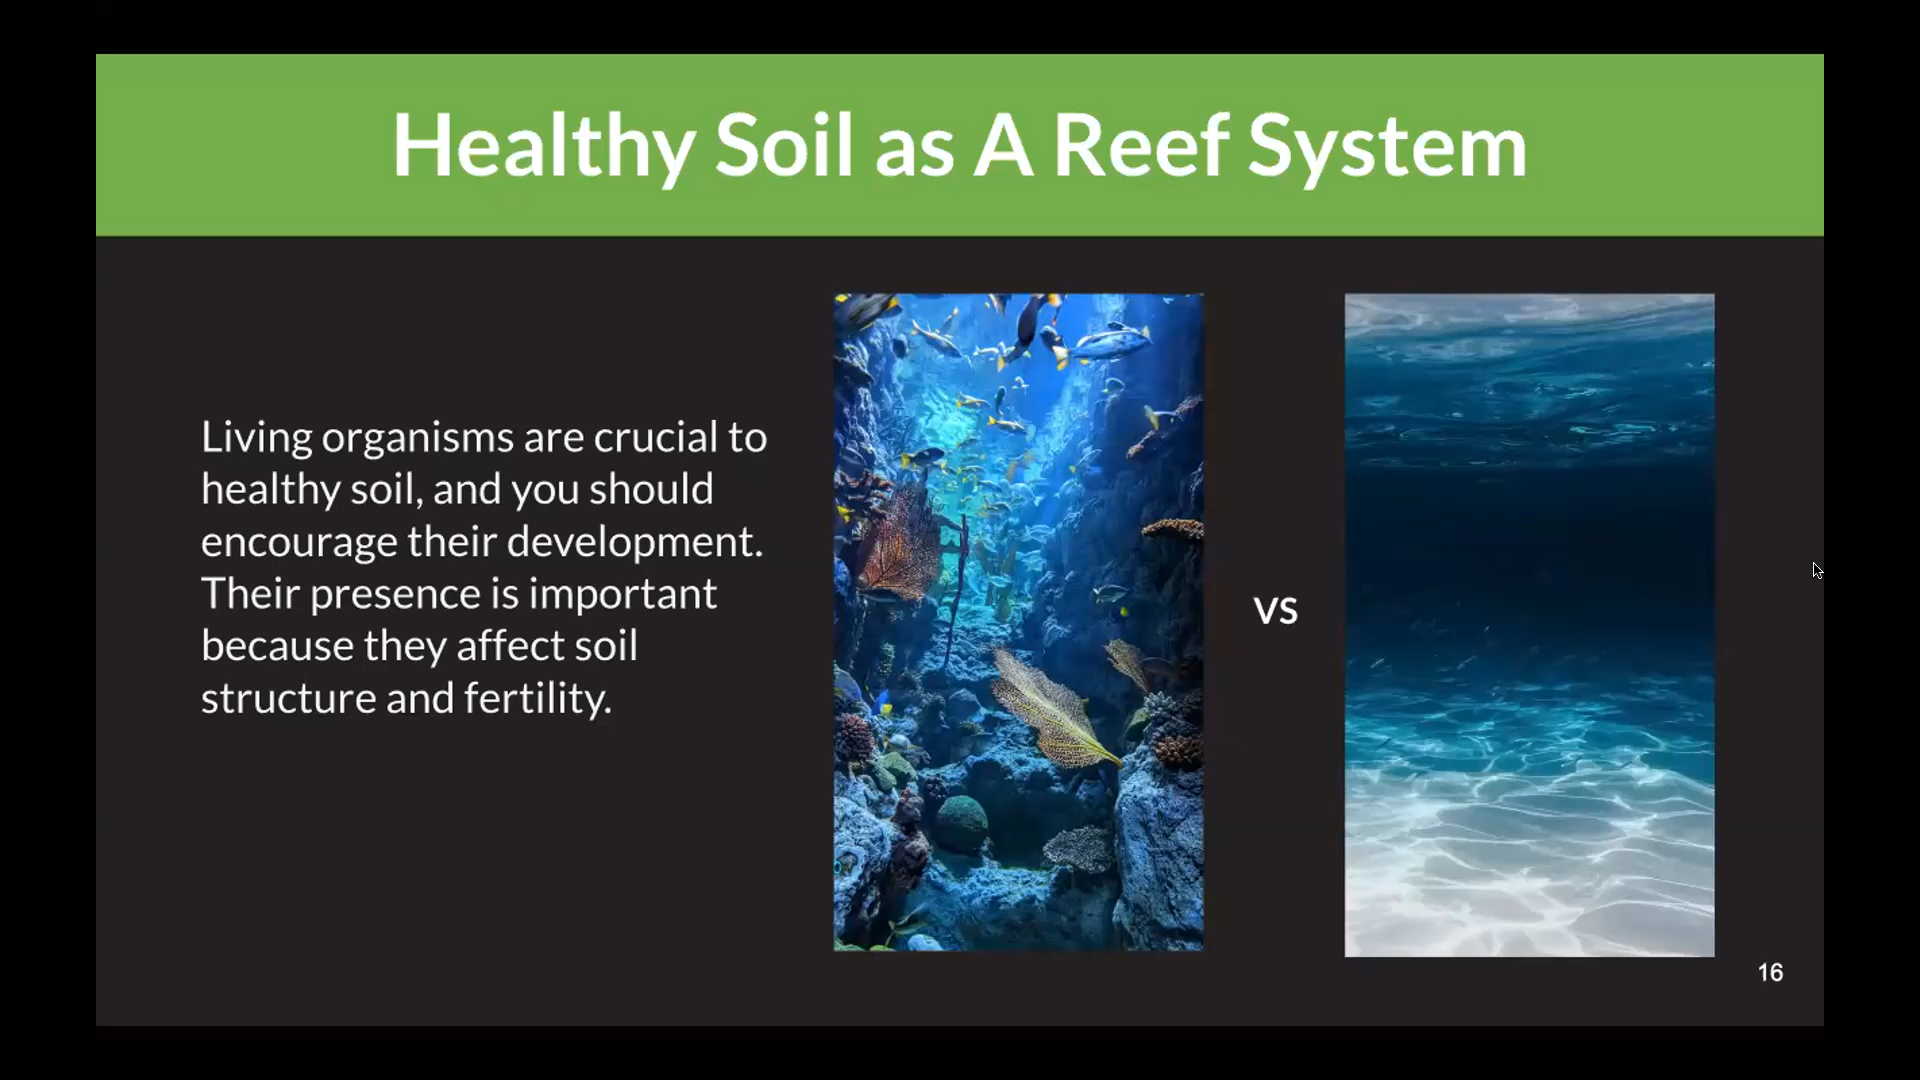 Healthy Soil as A Reef System
Living organisms are crucial to
healthy soil, and you should
encourage their development.
Their presence is important
because they affect soil
structure and fertility.
VS
16